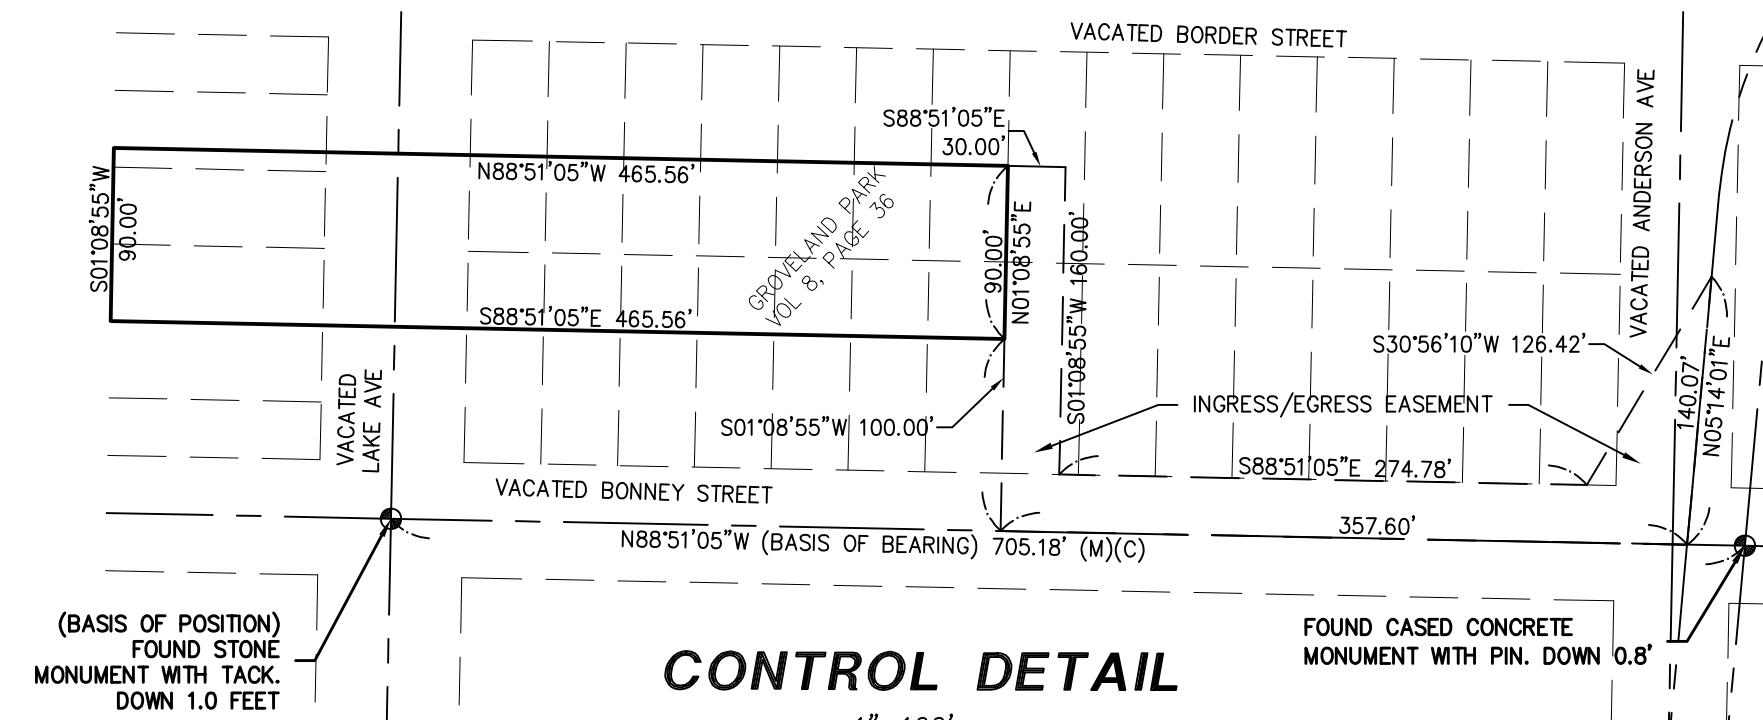 VACATED BORDER STREET
S88°51'05"E
30.00'
N88°51'05"W 465.56'
S01°08'55"W
90.00'
GROVELAND PARK
VOL 8, PAGE 36
90.00'
N01°08'55"E
S01°08'55"W 160.00'
VACATED ANDERSON AVE
S88°51'05"E 465.56'
S30°56'10"W 126.42'
140.07'
N05°14'01"E
VACATED
LAKE AVE
S01°08'55"W 100.00'
INGRESS/EGRESS EASEMENT
S88°51'05"E 274.78'
VACATED BONNEY STREET
357.60'
N88°51'05"W (BASIS OF BEARING) 705.18' (M)(C)
(BASIS OF POSITION)
FOUND STONE
MONUMENT WITH TACK.
DOWN 1.0 FEET
FOUND CASED CONCRETE
MONUMENT WITH PIN. DOWN 0.8'
CONTROL DETAIL